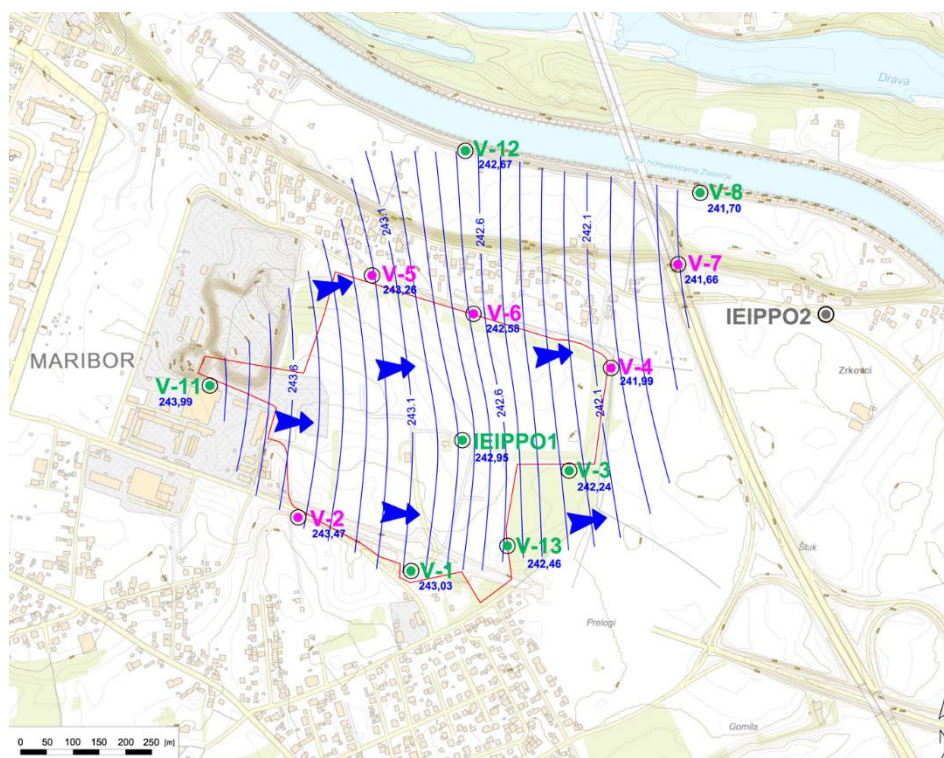 Drava
Kanal hidroelektrarne Zlatoličje
V-12
242,67
V-8
241,70
243.1
242.6
242.1
V-5
243,26
V-7
241,66
V-6
242,58
IEIPPO2
MARIBOR
243.6
V-4
241,99
Zrkovci
V-11
243,99
243.1
242.6
242.1
IEIPPO1
242,95
V-3
242,24
V-2
243,47
V-13
242,46
Štuk
V-1
243,03
Prelogi
Gomila
0 50 100 150 200 250 [m]
N